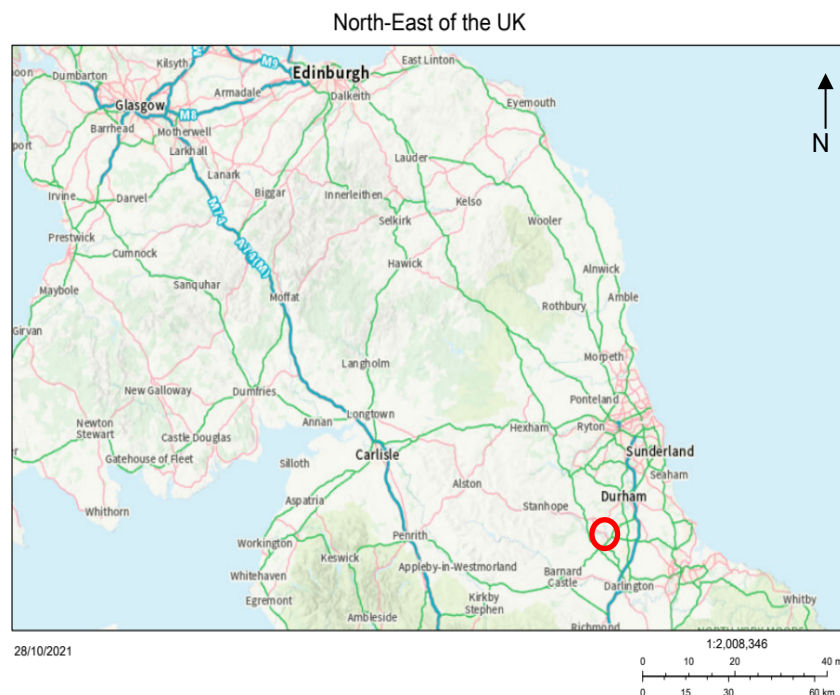 North-East of the UK
Kilsyth
M9
Edinburgh
East Linton
Dumbarton
Glasgow
Armadale
M8
Dalkeith
Eyemouth
N
Barrhead
Motherwell
Larkhall
Lauder
Lanark
Irvine
Darvel
Biggar
Innerleithen
Kelso
M74
Selkirk
Wooler
Prestwick
Cumnock
A74(M)
Hawick
Alnwick
Maybole
Sanquhar
Moffat
Amble
Rothbury
Girvan
Langholm
Morpeth
New Galloway
Dumfries
Ponteland
Newton
Stewart
Longtown
Annan
Hexham
Ryton
Castle Douglas
Gatehouse of Fleet
Carlisle
Sunderland
Silloth
Seaham
Whithorn
Aspatria
Alston
Stanhope
Durham
Workington
Penrith
Keswick
Whitehaven
Appleby-in-Westmorland
Barnard
Castle
Darlington
Egremont
Kirkby
Stephen
Whitby
Ambleside
Richmond
NORTH YORK MOORS
28/10/2021
1:2,008,346
0 10 20 40 m
0 15 30 60 km